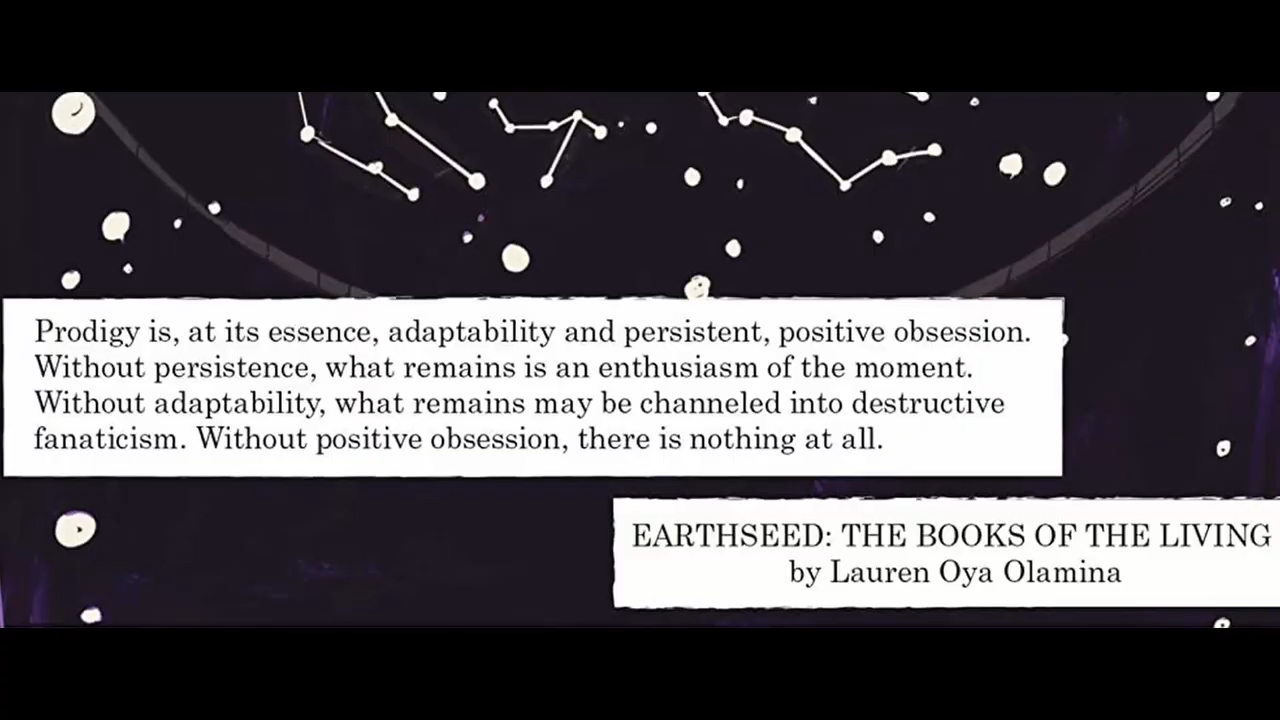 Prodigy is, at its essence, adaptability and persistent, positive obsession.
Without persistence, what remains is an enthusiasm of the moment.
Without adaptability, what remains may be channeled into destructive
fanaticism. Without positive obsession, there is nothing at all.
EARTHSEED: THE BOOKS OF THE LIVING
by Lauren Oya Olamina